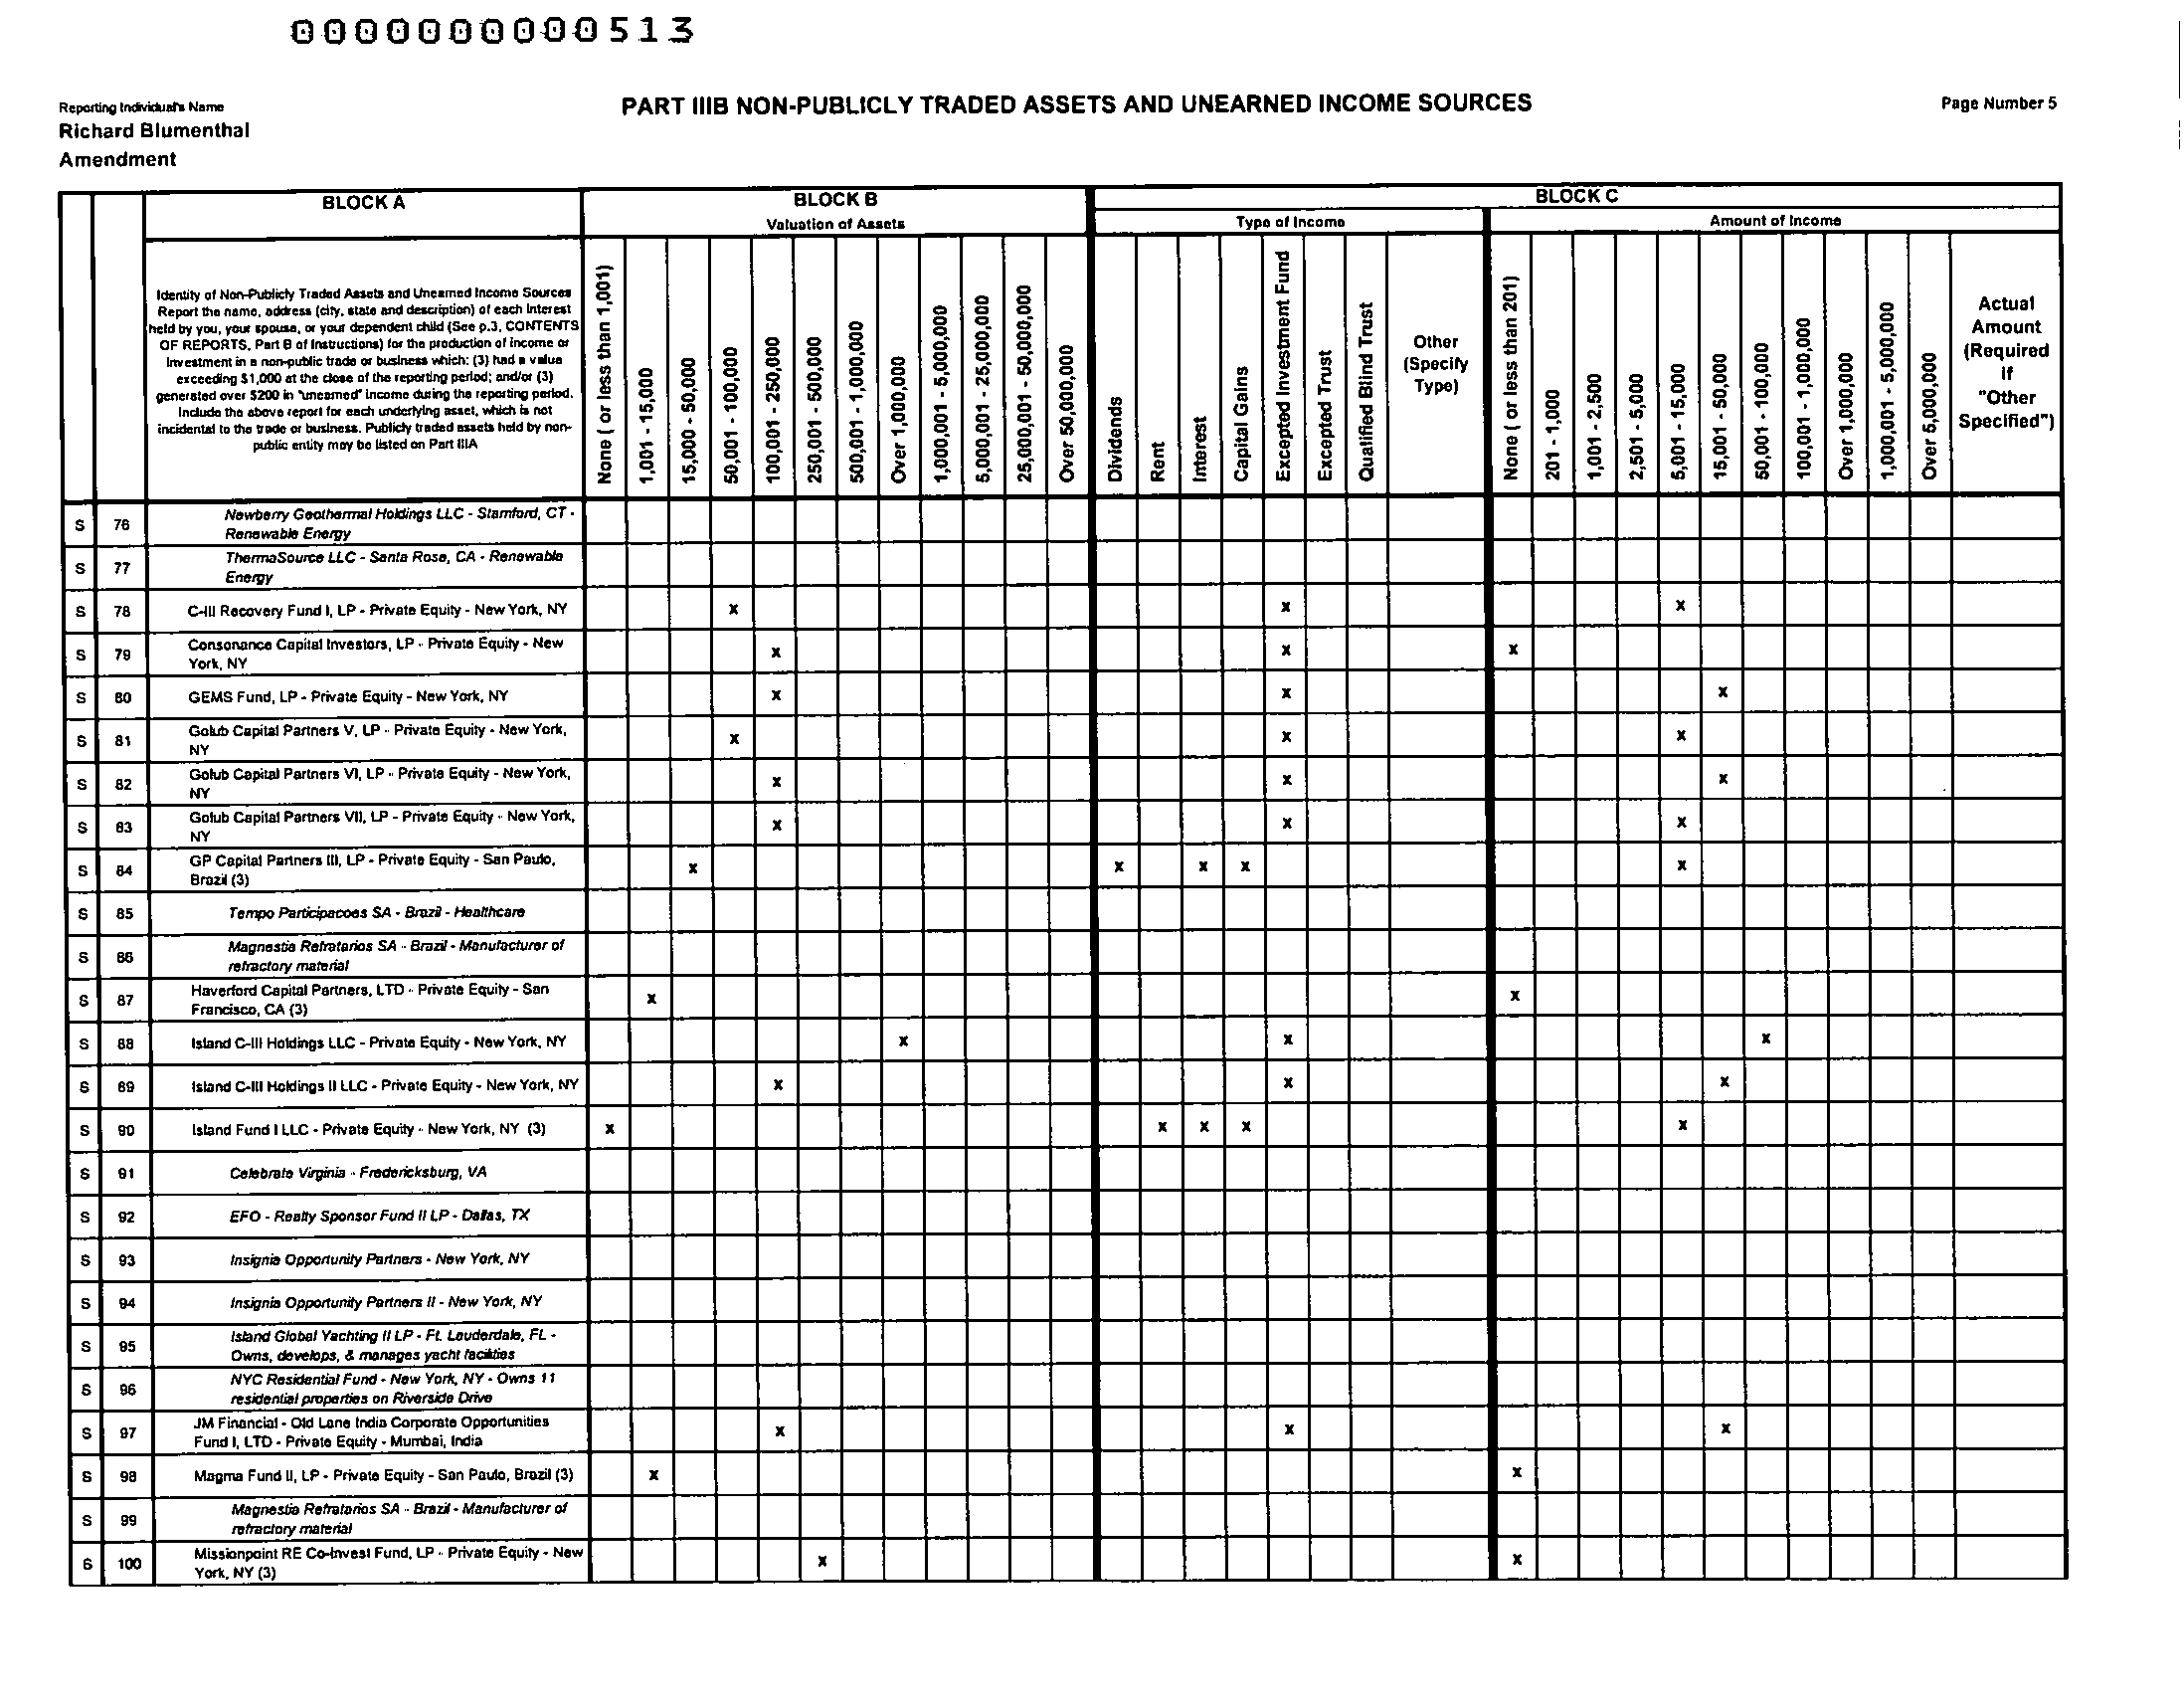 0000000000513
Reporting Individual's Name
Richard Blumenthal
Amendment
PART IIIB NON-PUBLICLY TRADED ASSETS AND UNEARNED INCOME SOURCES
Page Number 5
BLOCK A
BLOCK B
BLOCK C
Valuation of Assets
Type of Income
Amount of Income
Identity of Non-Publicly Traded Assets and Unearned Income Sources
Report the name, address (city, state and description) of each interest
held by you, your spouse, or your dependent child (See p.3, CONTENTS
OF REPORTS, Part B of Instructions) for the production of income or
investment in a non-public trade or business which: (3) had a value
exceeding $1,000 at the close of the reporting period; and/or (3)
generated over $200 in "unearned" income during the reporting period.
Include the above report for each underlying asset, which is not
incidental to the trade or business. Publicly traded assets held by non-
public entity may be listed on Part IIIA
None ( or less than 1,001)
1,001 - 15,000
15,000 - 50,000
50,001 - 100,000
100,001 - 250,000
250,001 - 500,000
500,001 - 1,000,000
Over 1,000,000
1,000,001 - 5,000,000
5,000,001 - 25,000,000
25,000,001 - 50,000,000
Over 50,000,000
Dividends
Rent
Interest
Capital Gains
Excepted Investment Fund
Excepted Trust
Qualified Blind Trust
Other
(Specify
Type)
None ( or less than 201)
201 - 1,000
1,001 - 2,500
2,501 - 5,000
5,001 - 15,000
15,001 - 50,000
50,001 - 100,000
100,001 - 1,000,000
Over 1,000,000
1,000,001 - 5,000,000
Over 5,000,000
Actual
Amount
(Required
If
"Other
Specified")
S 76 Newberry Geothermal Holdings LLC - Stamford, CT -
Renewable Energy
S 77 ThermaSource LLC - Santa Rosa, CA - Renewable
Energy
S 78 C-III Recovery Fund I, LP - Private Equity - New York, NY x x x
S 79 Consonance Capital Investors, LP - Private Equity - New
York, NY x x x
S 80 GEMS Fund, LP - Private Equity - New York, NY x x x
S 81 Golub Capital Partners V, LP - Private Equity - New York,
NY x x x
S 82 Golub Capital Partners VI, LP - Private Equity - New York,
NY x x x
S 83 Golub Capital Partners VII, LP - Private Equity - New York,
NY x x x
S 84 GP Capital Partners III, LP - Private Equity - San Paulo,
Brazil (3) x x x x x
S 85 Tempo Participacoes SA - Brazil - Healthcare
S 86 Magnestia Refratarios SA - Brazil - Manufacturer of
refractory material
S 87 Haverford Capital Partners, LTD - Private Equity - San
Francisco, CA (3) x x
S 88 Island C-III Holdings LLC - Private Equity - New York, NY x x x
S 89 Island C-III Holdings II LLC - Private Equity - New York, NY x x x
S 90 Island Fund I LLC - Private Equity - New York, NY (3) x x x x x
S 91 Celebrate Virginia - Fredericksburg, VA
S 92 EFO - Realty Sponsor Fund II LP - Dallas, TX
S 93 Insignia Opportunity Partners - New York, NY
S 94 Insignia Opportunity Partners II - New York, NY
S 95 Island Global Yachting II LP - Ft. Lauderdale, FL -
Owns, develops, & manages yacht facilities
S 96 NYC Residential Fund - New York, NY - Owns 11
residential properties on Riverside Drive
S 97 JM Financial - Old Lane India Corporate Opportunities
Fund I, LTD - Private Equity - Mumbai, India x x x
S 98 Magma Fund II, LP - Private Equity - San Paulo, Brazil (3) x x
S 99 Magnestia Refratarios SA - Brazil - Manufacturer of
refractory material
S 100 Missionpoint RE Co-Invest Fund, LP - Private Equity - New
York, NY (3) x x